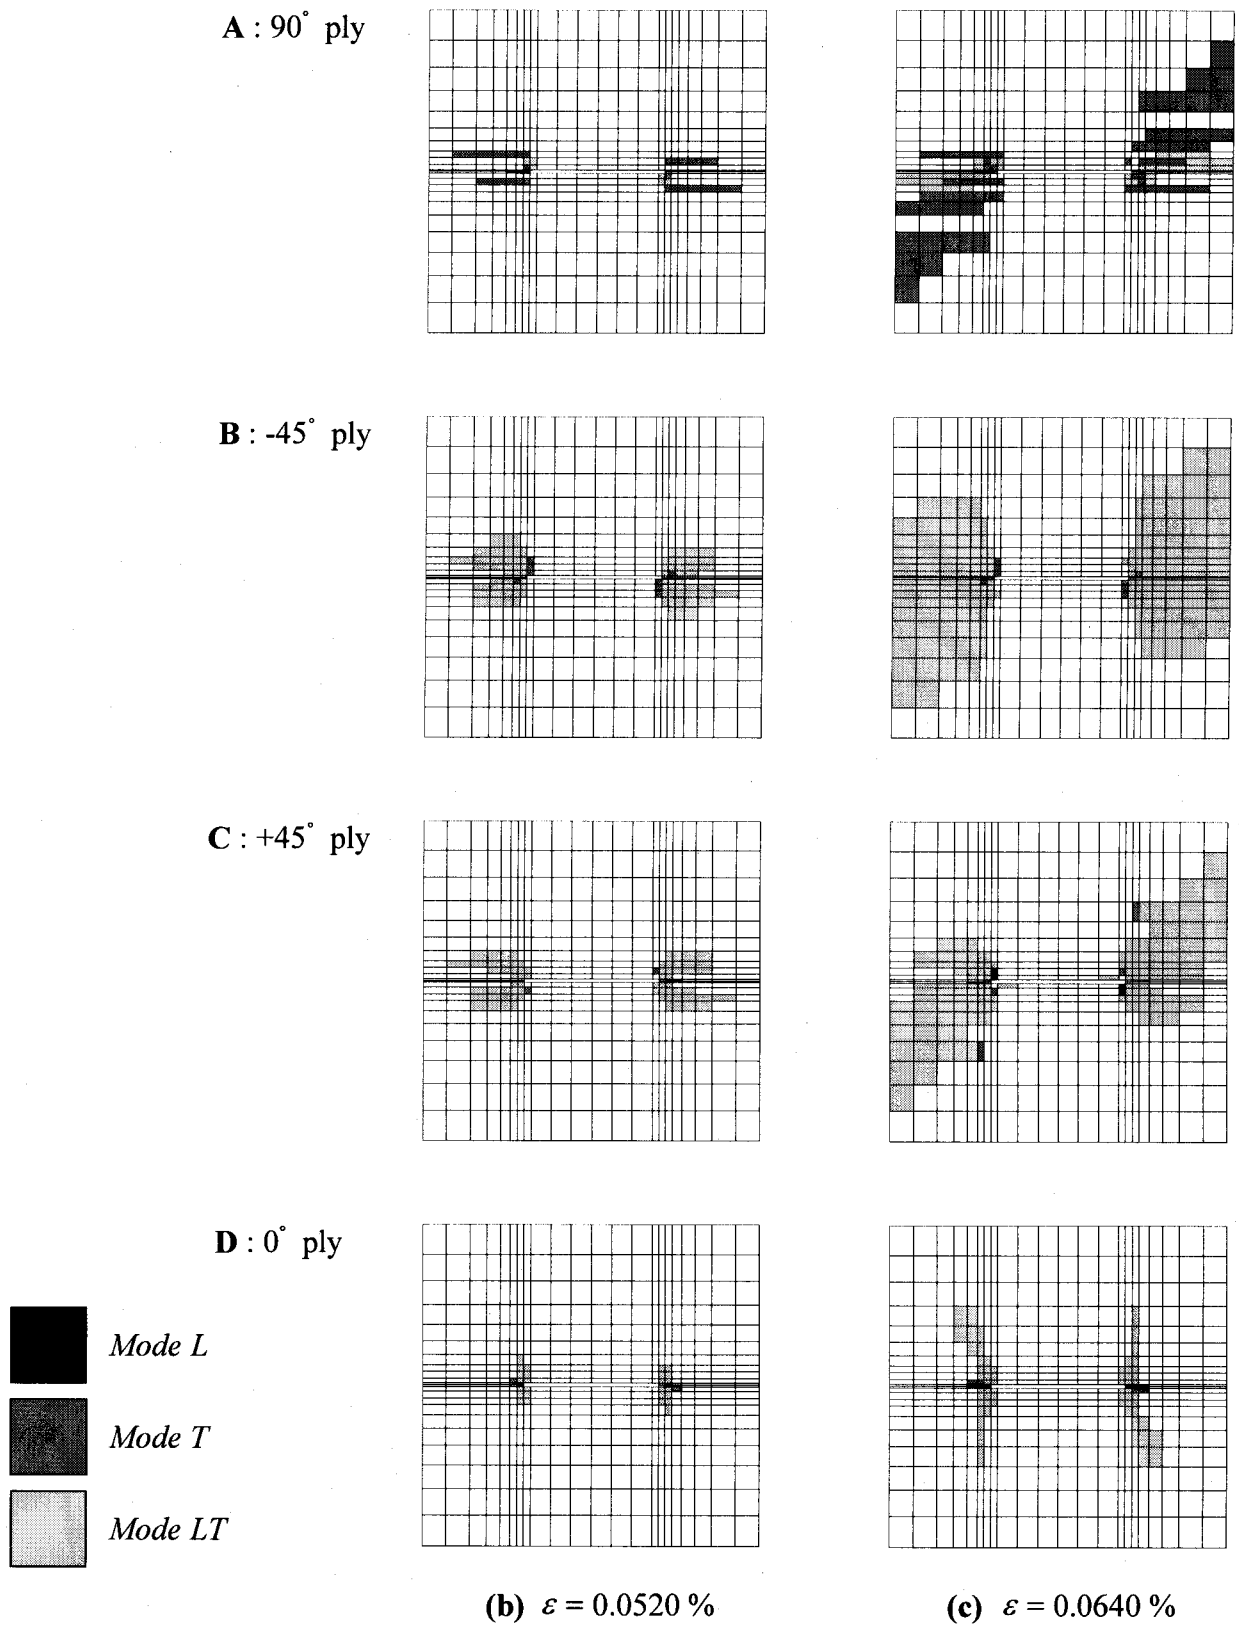 A : 90° ply
B : -45° ply
C : +45° ply
D : 0° ply
Mode L
Mode T
Mode LT
(b) ε = 0.0520 %
(c) ε = 0.0640 %